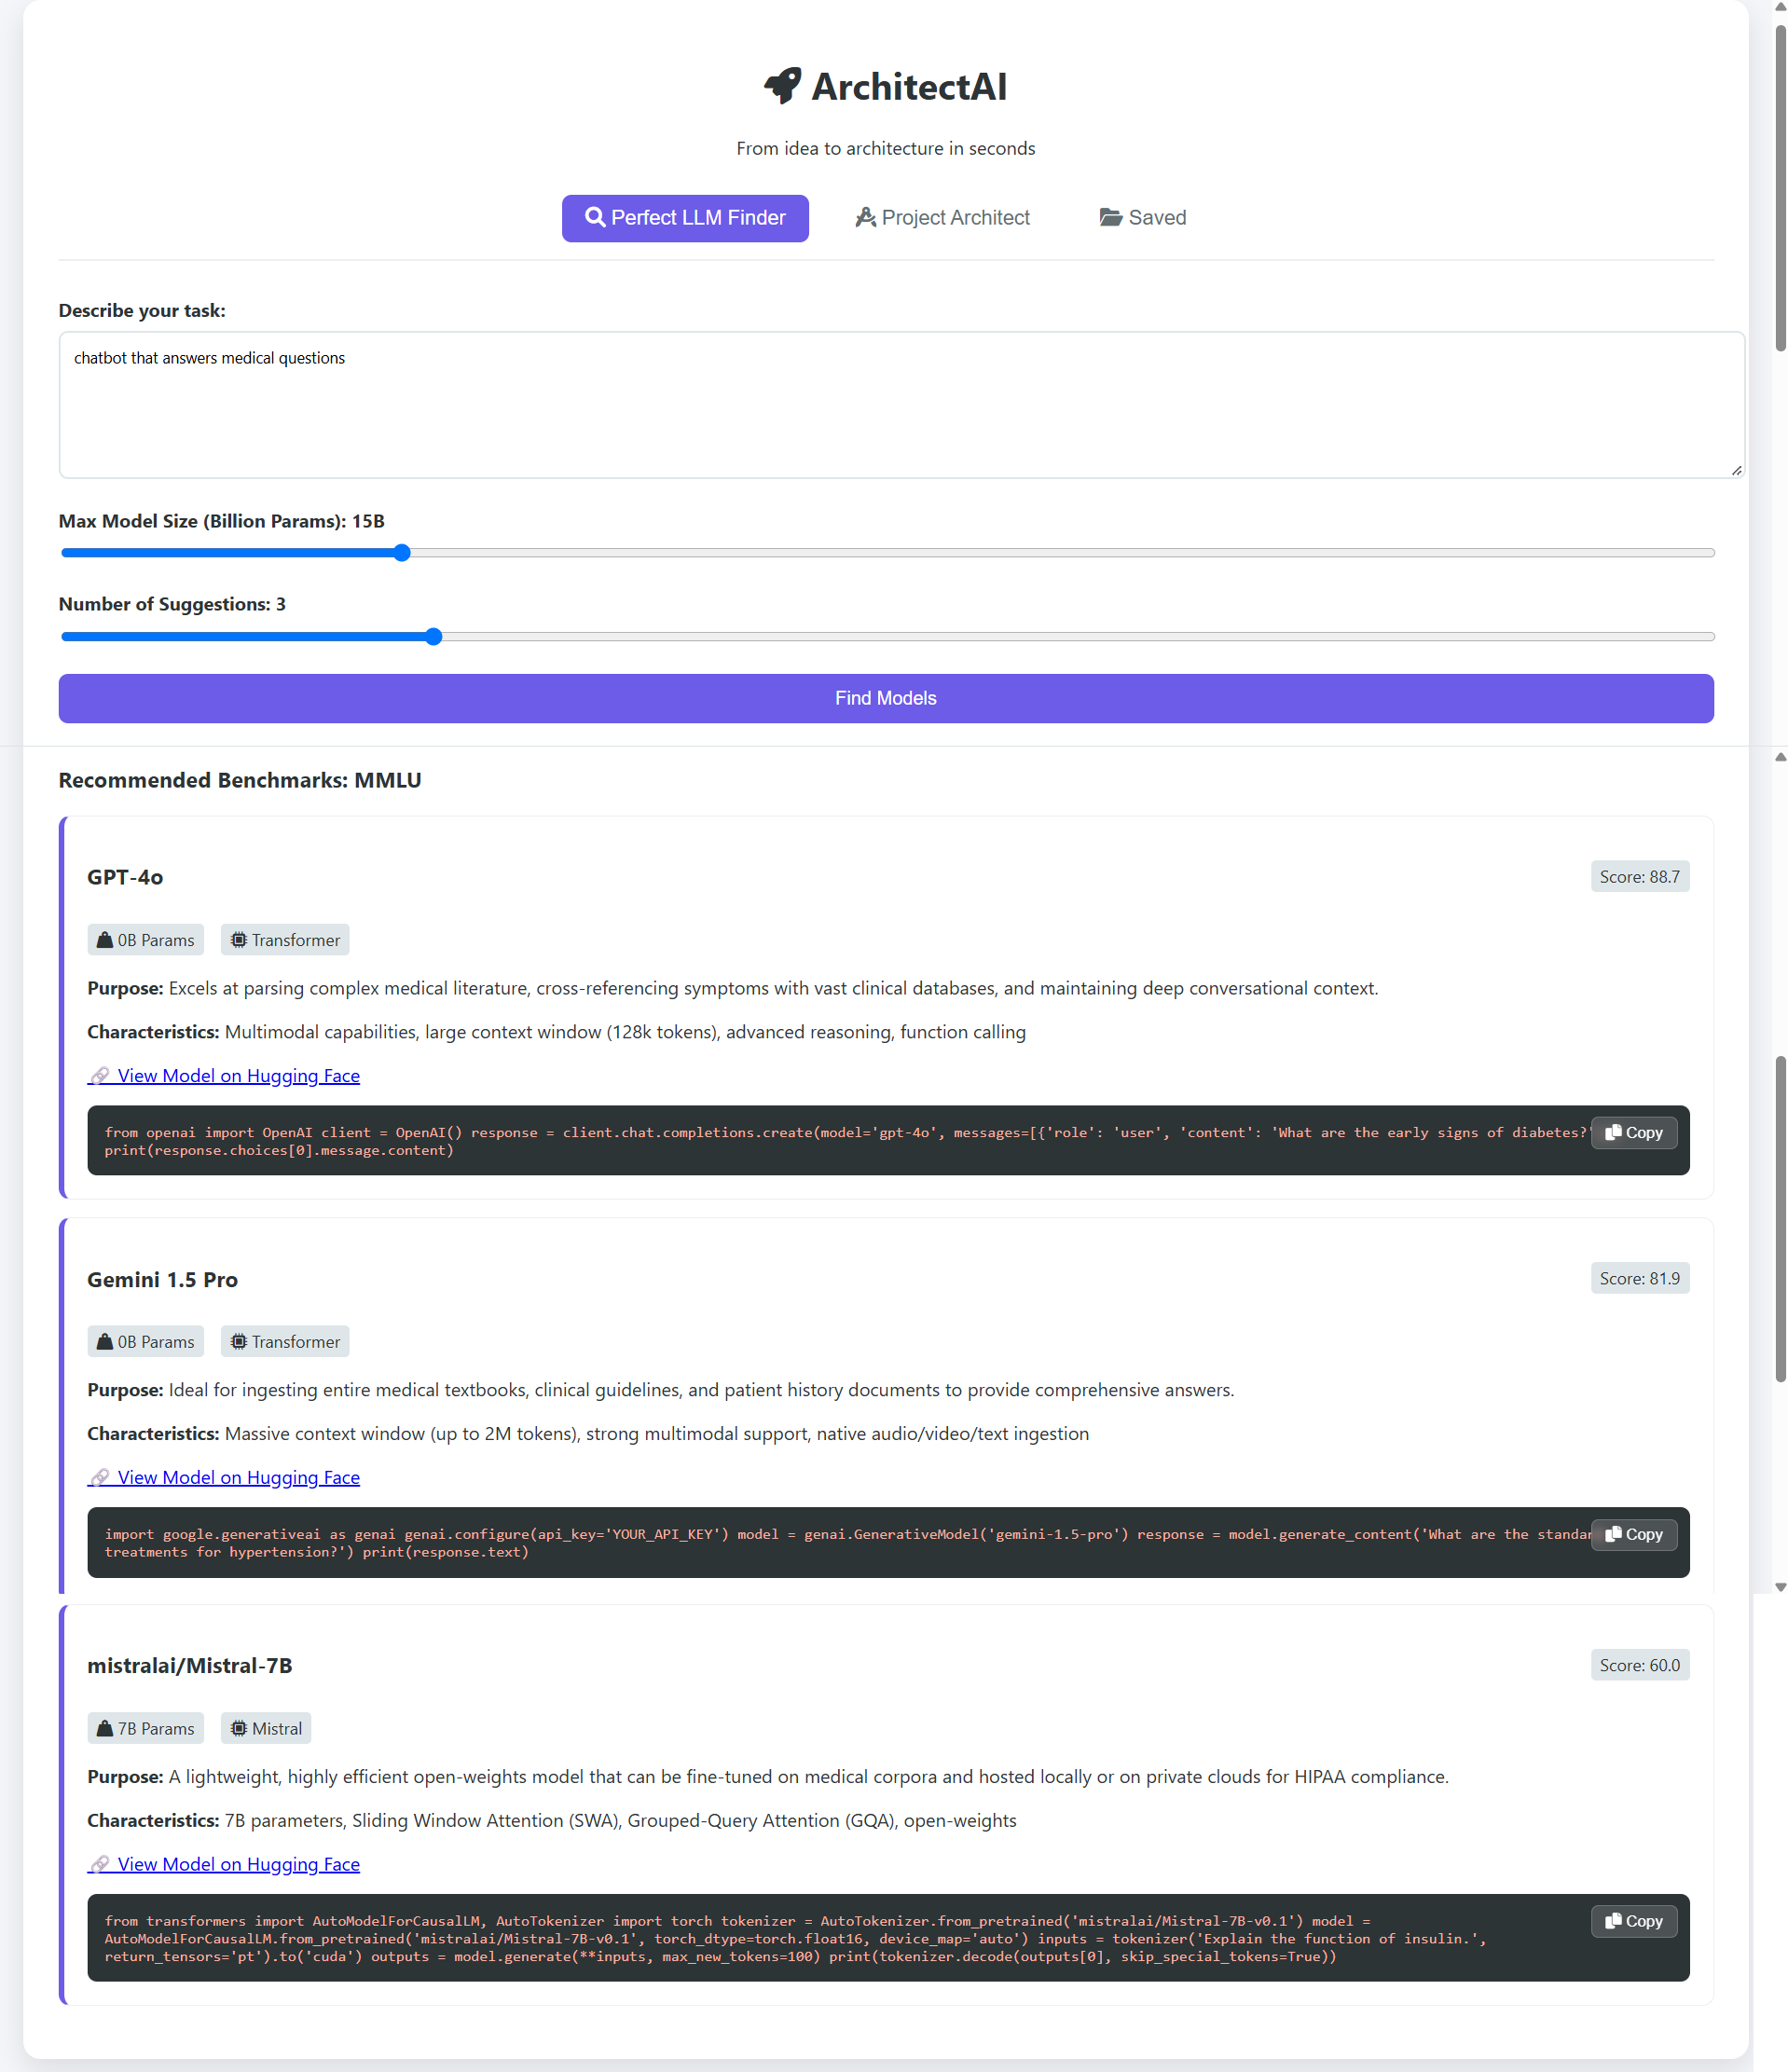 ArchitectAI
From idea to architecture in seconds
Perfect LLM Finder
Project Architect
Saved
Describe your task:
chatbot that answers medical questions
Max Model Size (Billion Params): 15B
Number of Suggestions: 3
Find Models
Recommended Benchmarks: MMLU
GPT-4o
Score: 88.7
0B Params
Transformer
Purpose: Excels at parsing complex medical literature, cross-referencing symptoms with vast clinical databases, and maintaining deep conversational context.
Characteristics: Multimodal capabilities, large context window (128k tokens), advanced reasoning, function calling
View Model on Hugging Face
from openai import OpenAI client = OpenAI() response = client.chat.completions.create(model='gpt-4o', messages=[{'role': 'user', 'content': 'What are the early signs of diabetes?'
Copy
print(response.choices[0].message.content)
Gemini 1.5 Pro
Score: 81.9
0B Params
Transformer
Purpose: Ideal for ingesting entire medical textbooks, clinical guidelines, and patient history documents to provide comprehensive answers.
Characteristics: Massive context window (up to 2M tokens), strong multimodal support, native audio/video/text ingestion
View Model on Hugging Face
import google.generativeai as genai genai.configure(api_key='YOUR_API_KEY') model = genai.GenerativeModel('gemini-1.5-pro') response = model.generate_content('What are the standar
Copy
treatments for hypertension?') print(response.text)
mistralai/Mistral-7B
Score: 60.0
7B Params
Mistral
Purpose: A lightweight, highly efficient open-weights model that can be fine-tuned on medical corpora and hosted locally or on private clouds for HIPAA compliance.
Characteristics: 7B parameters, Sliding Window Attention (SWA), Grouped-Query Attention (GQA), open-weights
View Model on Hugging Face
from transformers import AutoModelForCausalLM, AutoTokenizer import torch tokenizer = AutoTokenizer.from_pretrained('mistralai/Mistral-7B-v0.1') model =
Copy
AutoModelForCausalLM.from_pretrained('mistralai/Mistral-7B-v0.1', torch_dtype=torch.float16, device_map='auto') inputs = tokenizer('Explain the function of insulin.',
return_tensors='pt').to('cuda') outputs = model.generate(**inputs, max_new_tokens=100) print(tokenizer.decode(outputs[0], skip_special_tokens=True))